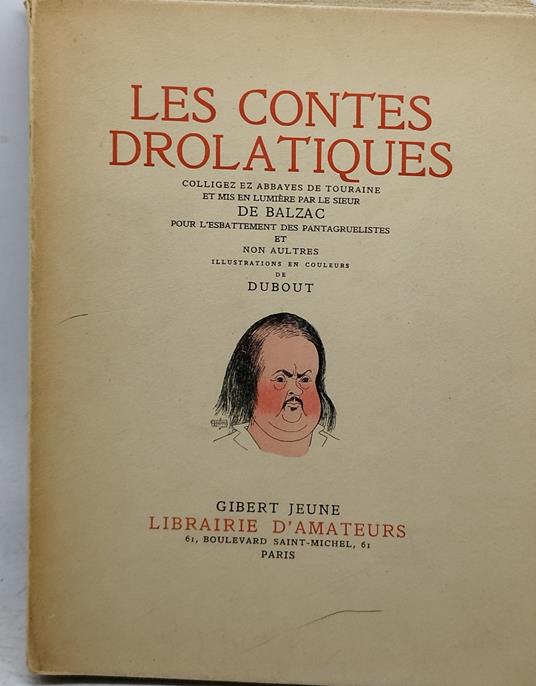 LES CONTES
DROLATIQUES
COLLIGEZ EZ ABBAYES DE TOURAINE
ET MIS EN LUMIÈRE PAR LE SIEUR
DE BALZAC
POUR L'ESBATTEMENT DES PANTAGRUELISTES
ET
NON AULTRES
ILLUSTRATIONS EN COULEURS
DE
DUBOUT
GIBERT JEUNE
LIBRAIRIE D'AMATEURS
61, BOULEVARD SAINT-MICHEL, 61
PARIS